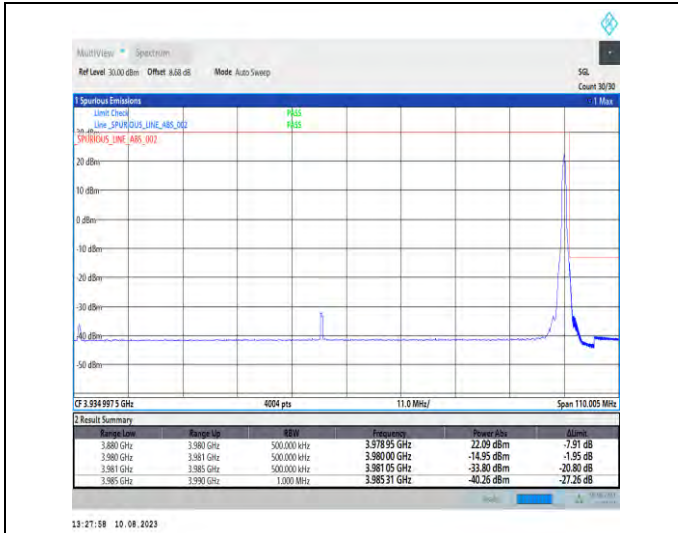 MultiView Spectrum
Ref Level 30.00 dBm Offset 8.68 dB Mode Auto Sweep SGL
Count 30/30
1 Spurious Emissions 1 Max
Limit Check PASS
Line _SPURIOUS_LINE_ABS_002 PASS
_SPURIOUS_LINE_ABS_002
20 dBm
10 dBm
0 dBm
-10 dBm
-20 dBm
-30 dBm
-40 dBm
-50 dBm
CF 3.934 997 5 GHz 4004 pts 11.0 MHz/ Span 110.005 MHz
2 Result Summary
Range Low Range Up RBW Frequency Power Abs ΔLimit
3.880 GHz 3.980 GHz 500.000 kHz 3.978 95 GHz 22.09 dBm -7.91 dB
3.980 GHz 3.981 GHz 500.000 kHz 3.980 00 GHz -14.95 dBm -1.95 dB
3.981 GHz 3.985 GHz 500.000 kHz 3.981 05 GHz -33.80 dBm -20.80 dB
3.985 GHz 3.990 GHz 1.000 MHz 3.985 31 GHz -40.26 dBm -27.26 dB
13:27:58 10.08.2023